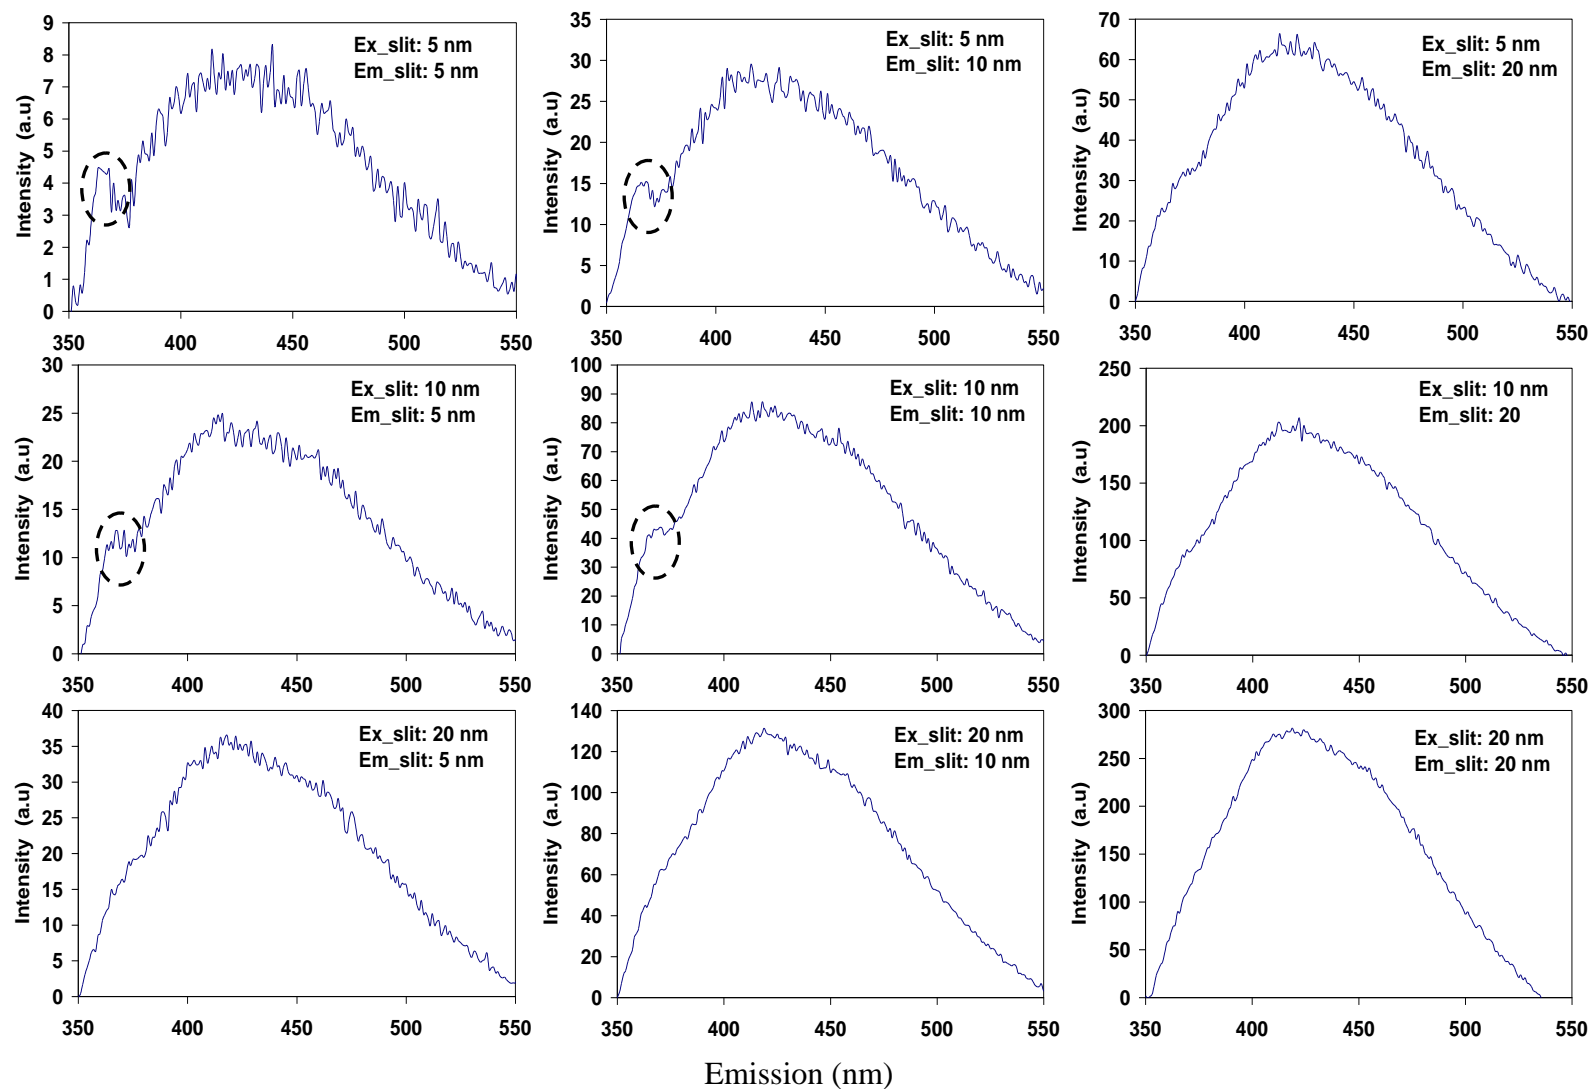 9
8
7
6
5
4
3
2
1
0
Intensity (a.u)
Ex_slit: 5 nm
Em_slit: 5 nm
350 400 450 500 550
35
30
25
20
15
10
5
0
Intensity (a.u)
Ex_slit: 5 nm
Em_slit: 10 nm
350 400 450 500 550
70
60
50
40
30
20
10
0
Intensity (a.u)
Ex_slit: 5 nm
Em_slit: 20 nm
350 400 450 500 550
30
25
20
15
10
5
0
Intensity (a.u)
Ex_slit: 10 nm
Em_slit: 5 nm
350 400 450 500 550
100
90
80
70
60
50
40
30
20
10
0
Intensity (a.u)
Ex_slit: 10 nm
Em_slit: 10 nm
350 400 450 500 550
250
200
150
100
50
0
Intensity (a.u)
Ex_slit: 10 nm
Em_slit: 20
350 400 450 500 550
40
35
30
25
20
15
10
5
0
Intensity (a.u)
Ex_slit: 20 nm
Em_slit: 5 nm
350 400 450 500 550
140
120
100
80
60
40
20
0
Intensity (a.u)
Ex_slit: 20 nm
Em_slit: 10 nm
350 400 450 500 550
300
250
200
150
100
50
0
Intensity (a.u)
Ex_slit: 20 nm
Em_slit: 20 nm
350 400 450 500 550
Emission (nm)